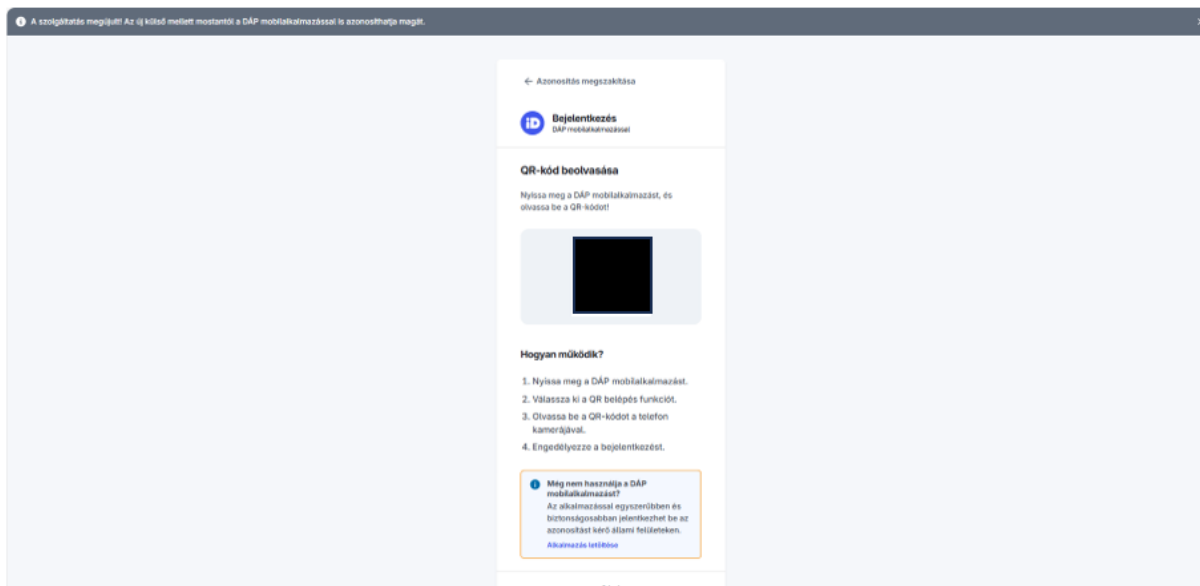 A szolgáltatás megújult! Az új külső mellett mostantól a DÁP mobilalkalmazással is azonosíthatja magát.
← Azonosítás megszakítása
iD
Bejelentkezés
DÁP mobilalkalmazással
QR-kód beolvasása
Nyissa meg a DÁP mobilalkalmazást, és
olvassa be a QR-kódot!
Hogyan működik?
1. Nyissa meg a DÁP mobilalkalmazást.
2. Válassza ki a QR belépés funkciót.
3. Olvassa be a QR-kódot a telefon
kamerájával.
4. Engedélyezze a bejelentkezést.
Még nem használja a DÁP
mobilalkalmazást?
Az alkalmazással egyszerűbben és
biztonságosabban jelentkezhet be az
azonosítást kérő állami felületeken.
Alkalmazás letöltése